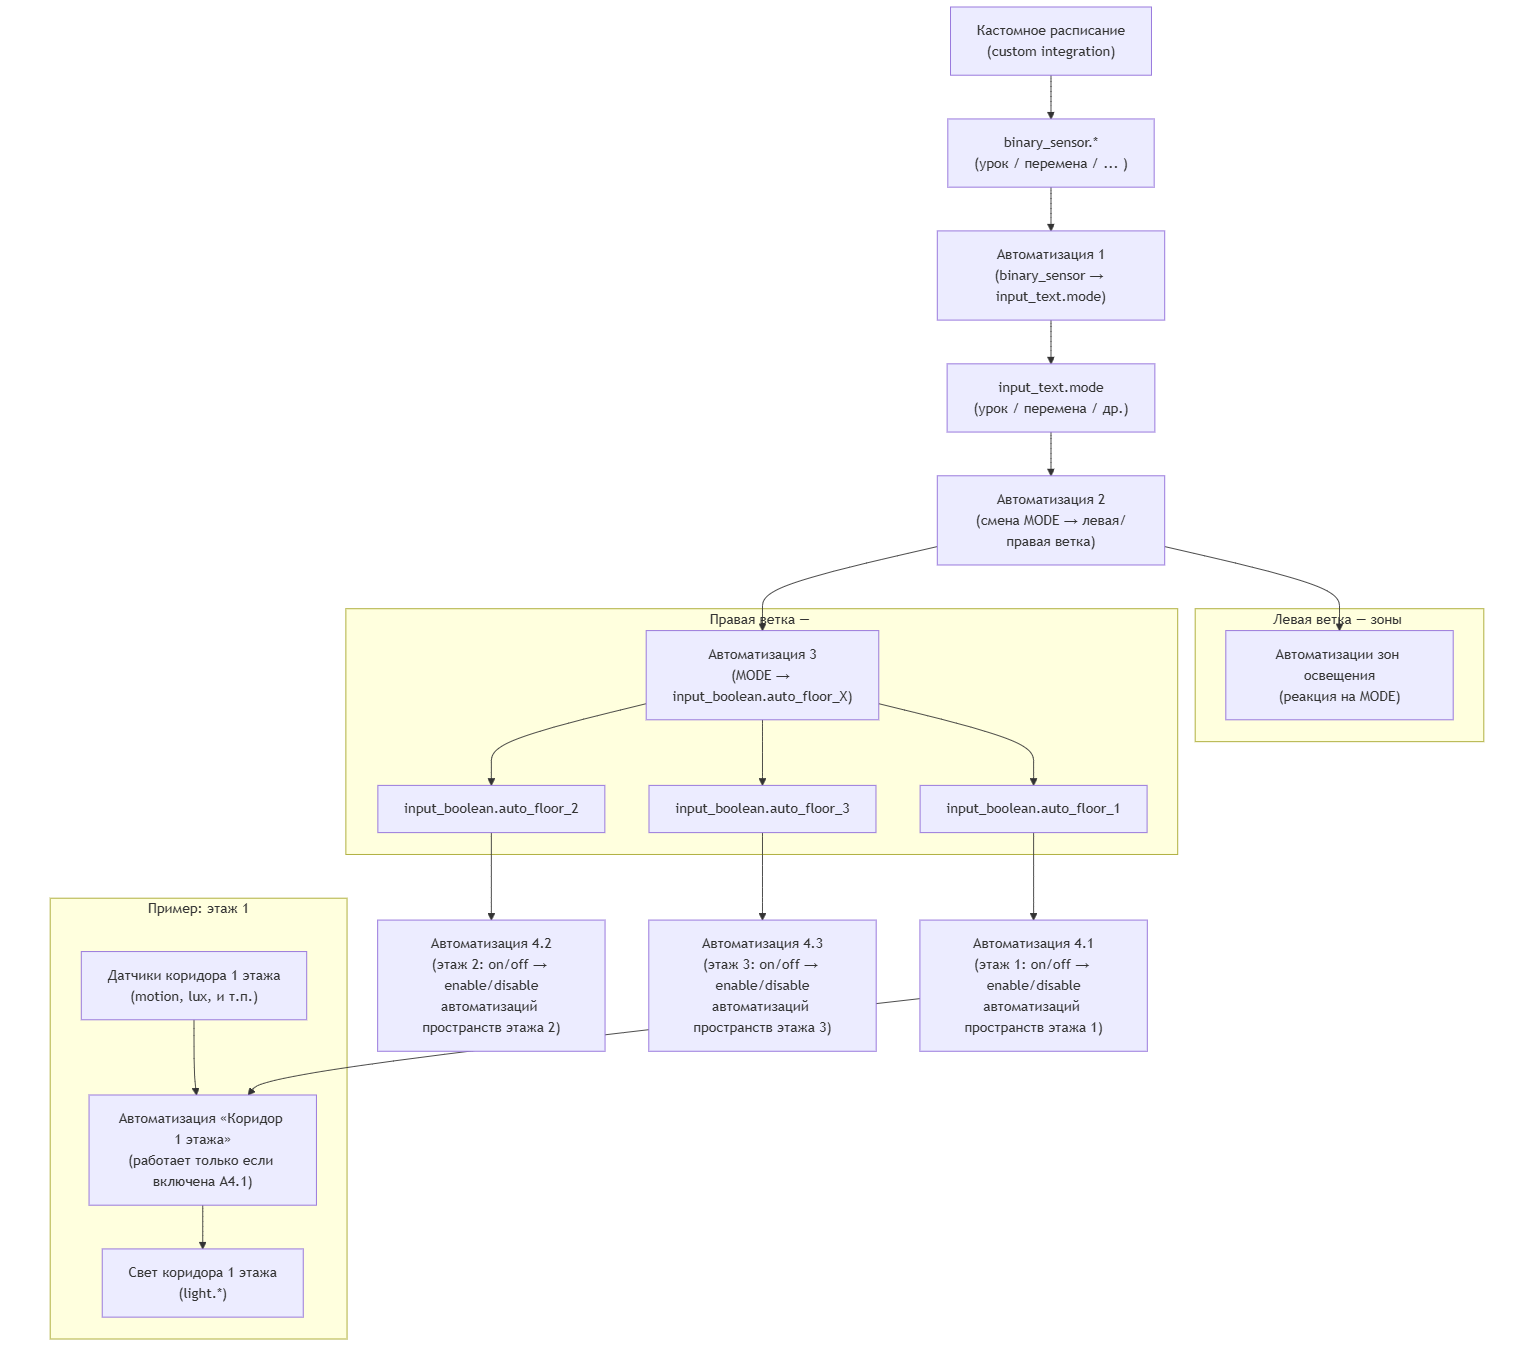 Кастомное расписание
(custom integration)
binary_sensor.*
(урок / перемена / ... )
Автоматизация 1
(binary_sensor →
input_text.mode)
input_text.mode
(урок / перемена / др.)
Автоматизация 2
(смена MODE → левая/
правая ветка)
Правая ветка —
Автоматизация 3
(MODE →
input_boolean.auto_floor_X)
Левая ветка — зоны
Автоматизации зон
освещения
(реакция на MODE)
input_boolean.auto_floor_2
input_boolean.auto_floor_3
input_boolean.auto_floor_1
Автоматизация 4.2
(этаж 2: on/off →
enable/disable
автоматизаций
пространств этажа 2)
Автоматизация 4.3
(этаж 3: on/off →
enable/disable
автоматизаций
пространств этажа 3)
Автоматизация 4.1
(этаж 1: on/off →
enable/disable
автоматизаций
пространств этажа 1)
Пример: этаж 1
Датчики коридора 1 этажа
(motion, lux, и т.п.)
Автоматизация «Коридор
1 этажа»
(работает только если
включена A4.1)
Свет коридора 1 этажа
(light.*)